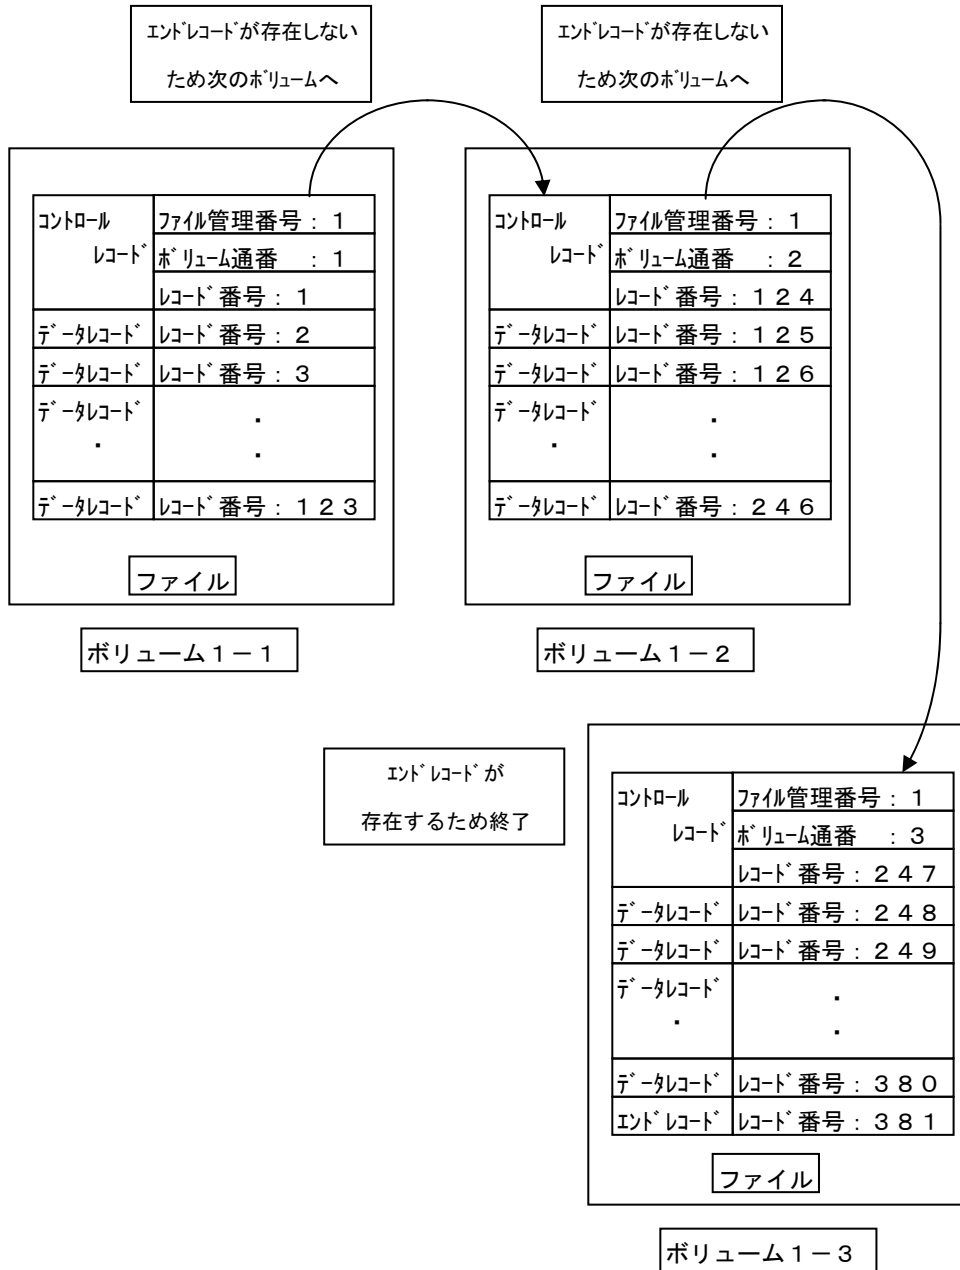 ｴﾝﾄﾞﾚｺｰﾄﾞが存在しない
ため次のﾎﾞﾘｭｰﾑへ
ｴﾝﾄﾞﾚｺｰﾄﾞが存在しない
ため次のﾎﾞﾘｭｰﾑへ
ｺﾝﾄﾛｰﾙ
ﾚｺｰﾄﾞ
ﾌｧｲﾙ管理番号：１
ﾎﾞﾘｭｰﾑ通番　：１
ﾚｺｰﾄﾞ番号：１
ﾃﾞｰﾀﾚｺｰﾄﾞ ﾚｺｰﾄﾞ番号：２
ﾃﾞｰﾀﾚｺｰﾄﾞ ﾚｺｰﾄﾞ番号：３
ﾃﾞｰﾀﾚｺｰﾄﾞ ・
・ ・
ﾃﾞｰﾀﾚｺｰﾄﾞ ﾚｺｰﾄﾞ番号：１２３
ファイル
ボリューム１－１
ｺﾝﾄﾛｰﾙ
ﾚｺｰﾄﾞ
ﾌｧｲﾙ管理番号：１
ﾎﾞﾘｭｰﾑ通番　：２
ﾚｺｰﾄﾞ番号：１２４
ﾃﾞｰﾀﾚｺｰﾄﾞ ﾚｺｰﾄﾞ番号：１２５
ﾃﾞｰﾀﾚｺｰﾄﾞ ﾚｺｰﾄﾞ番号：１２６
ﾃﾞｰﾀﾚｺｰﾄﾞ ・
・ ・
ﾃﾞｰﾀﾚｺｰﾄﾞ ﾚｺｰﾄﾞ番号：２４６
ファイル
ボリューム１－２
ｴﾝﾄﾞﾚｺｰﾄﾞが
存在するため終了
ｺﾝﾄﾛｰﾙ
ﾚｺｰﾄﾞ
ﾌｧｲﾙ管理番号：１
ﾎﾞﾘｭｰﾑ通番　：３
ﾚｺｰﾄﾞ番号：２４７
ﾃﾞｰﾀﾚｺｰﾄﾞ ﾚｺｰﾄﾞ番号：２４８
ﾃﾞｰﾀﾚｺｰﾄﾞ ﾚｺｰﾄﾞ番号：２４９
ﾃﾞｰﾀﾚｺｰﾄﾞ ・
・ ・
ﾃﾞｰﾀﾚｺｰﾄﾞ ﾚｺｰﾄﾞ番号：３８０
ｴﾝﾄﾞﾚｺｰﾄﾞ ﾚｺｰﾄﾞ番号：３８１
ファイル
ボリューム１－３